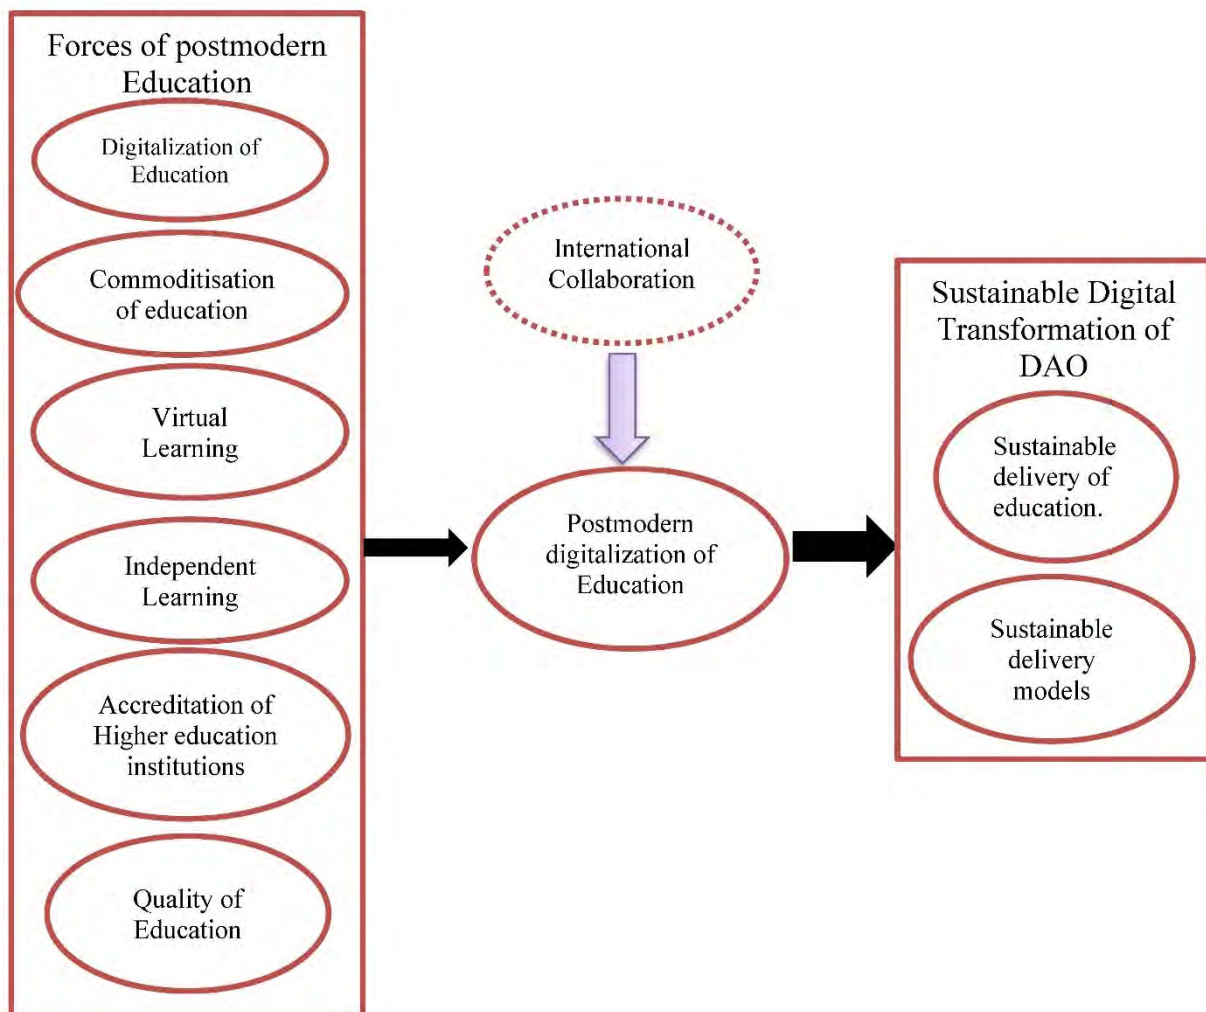 Forces of postmodern
Education
Digitalization of
Education
Commoditisation
of education
Virtual
Learning
Independent
Learning
Accreditation of
Higher education
institutions
Quality of
Education
International
Collaboration
Postmodern
digitalization of
Education
Sustainable Digital
Transformation of
DAO
Sustainable
delivery of
education.
Sustainable
delivery
models